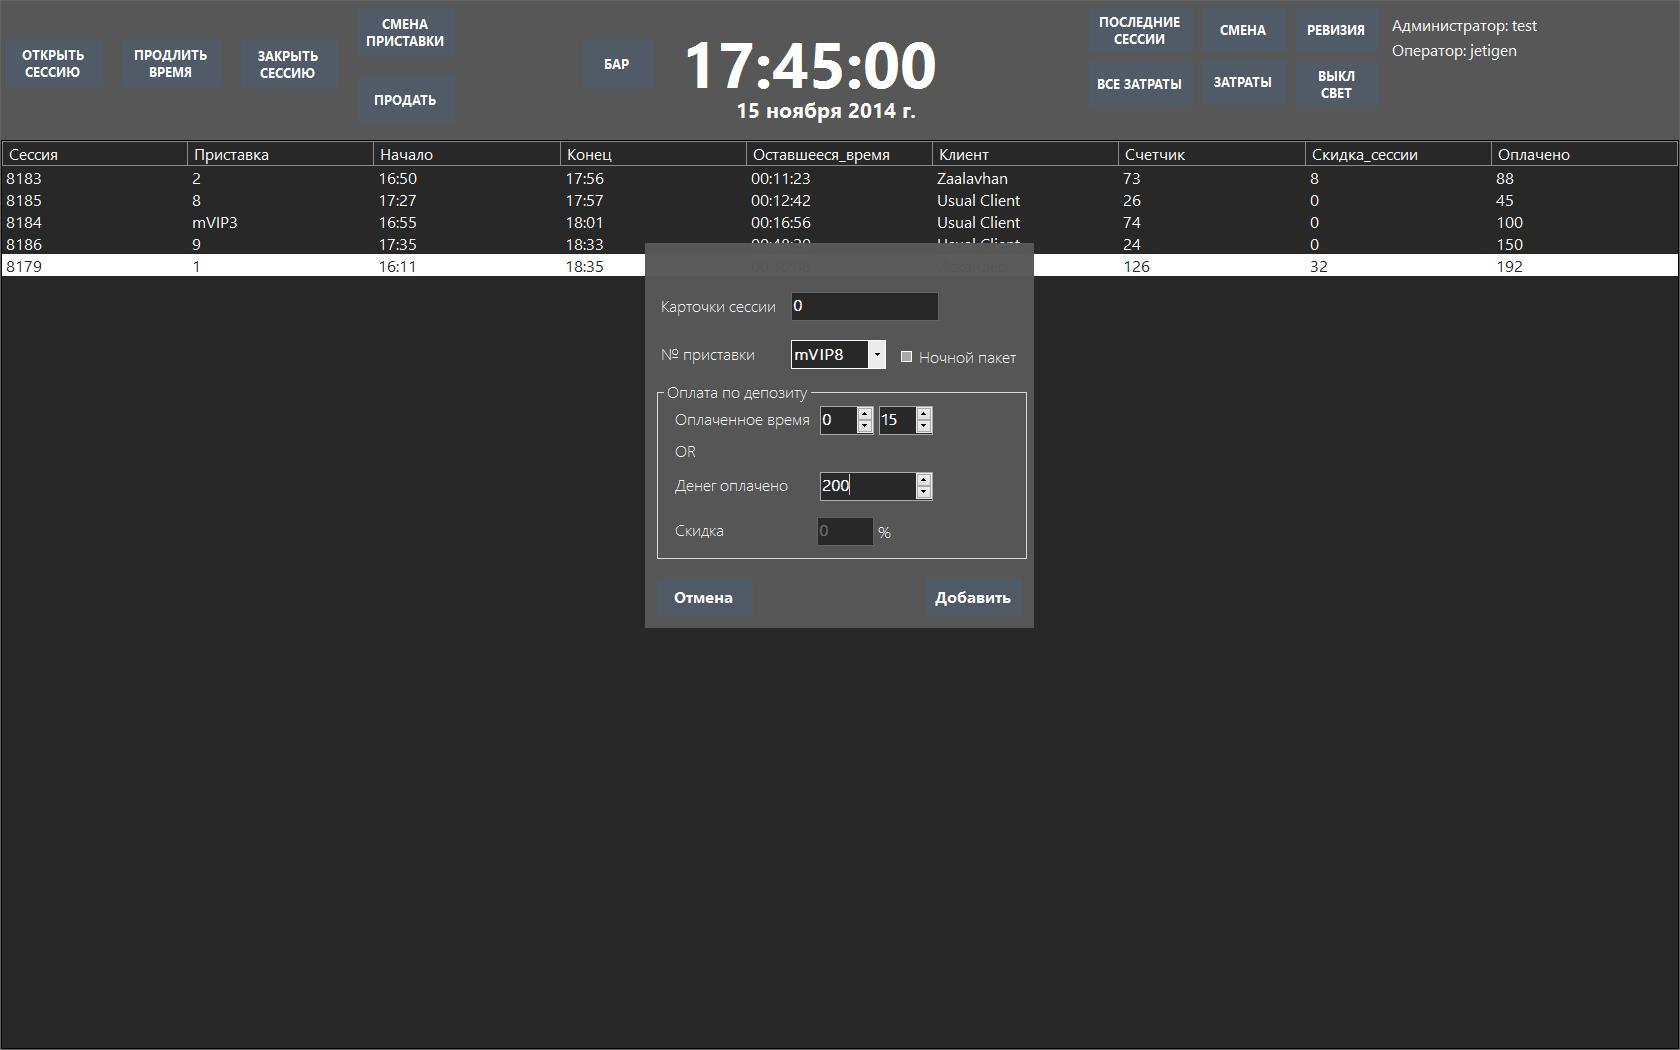 ОТКРЫТЬ
СЕССИЮ
ПРОДЛИТЬ
ВРЕМЯ
ЗАКРЫТЬ
СЕССИЮ
СМЕНА
ПРИСТАВКИ
ПРОДАТЬ
БАР
17:45:00
15 ноября 2014 г.
ПОСЛЕДНИЕ
СЕССИИ
СМЕНА
РЕВИЗИЯ
ВСЕ ЗАТРАТЫ
ЗАТРАТЫ
ВЫКЛ
СВЕТ
Администратор: test
Оператор: jetigen
Сессия Приставка Начало Конец Оставшееся_время Клиент Счетчик Скидка_сессии Оплачено
8183 2 16:50 17:56 00:11:23 Zaalavhan 73 8 88
8185 8 17:27 17:57 00:12:42 Usual Client 26 0 45
8184 mVIP3 16:55 18:01 00:16:56 Usual Client 74 0 100
8186 9 17:35 18:33 Usual Client 24 0 150
8179 1 16:11 18:35 126 32 192
Карточки сессии 0
№ приставки mVIP8 Ночной пакет
Оплата по депозиту
Оплаченное время 0 15
OR
Денег оплачено 200
Скидка 0 %
Отмена Добавить